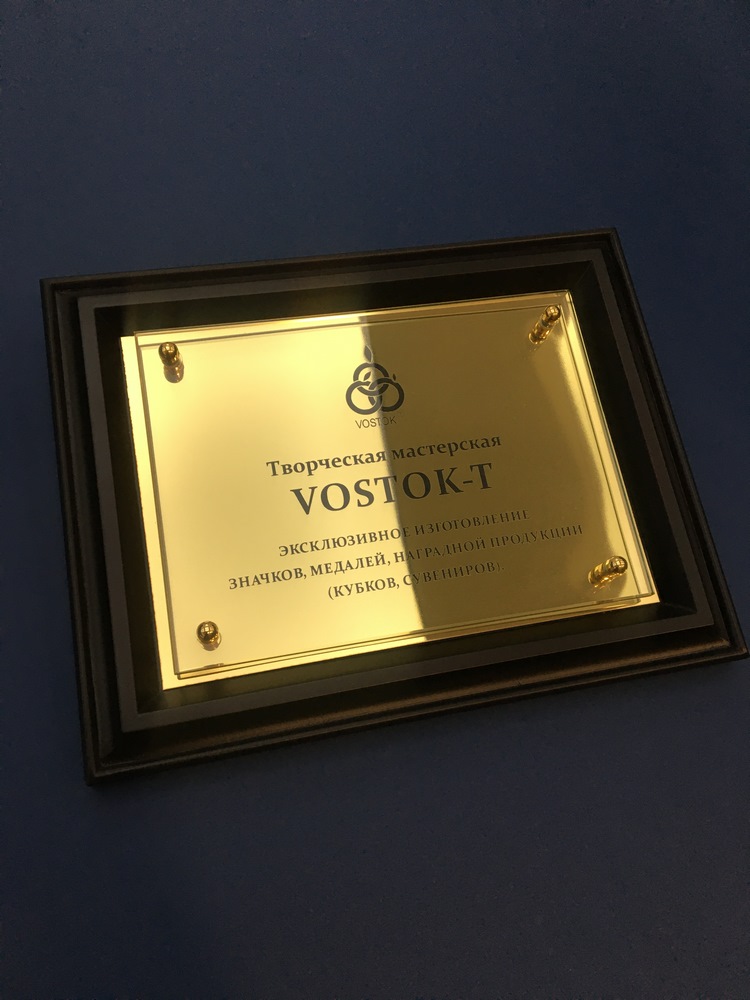 VOSTOK
Творческая мастерская
VOSTOK-T
ЭКСКЛЮЗИВНОЕ ИЗГОТОВЛЕНИЕ
ЗНАЧКОВ, МЕДАЛЕЙ, НАГРАДНОЙ ПРОДУКЦИИ
(КУБКОВ, СУВЕНИРОВ).